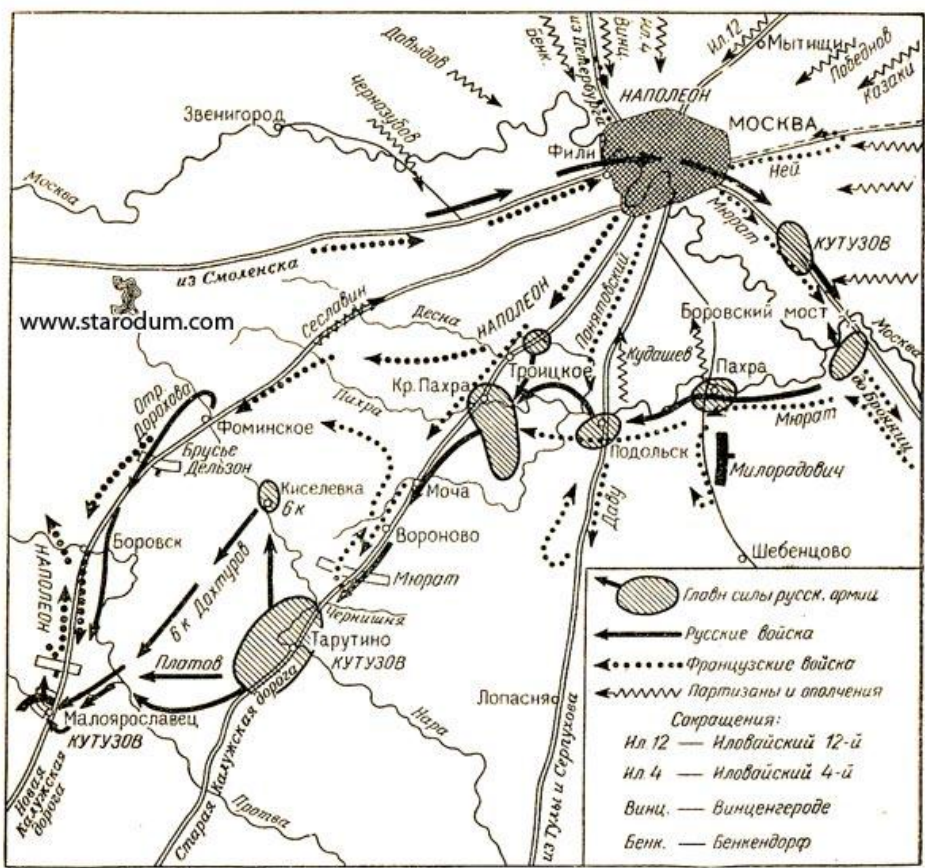 из Петербурга
Бенк.
Винц.
Ил. 4
Ил. 12
Мытищи
Победнов
казаки
Давыдов
Чернозубов
Звенигород
НАПОЛЕОН
МОСКВА
Фили
Москва
Ней
Мюрат
КУТУЗОВ
из Смоленска
www.starodum.com
Сеславин
Десна
НАПОЛЕОН
Понятовский
Боровский мост
Москва
Кудашев
Троицкое
Пахра
Кр. Пахра
Пахра
до Бронниц
Мюрат
Отр.
Дорохова
Фоминское
Брусье
Дельзон
Подольск
Милорадович
Киселевка
6 к
Моча
Даву
Вороново
Шебенцово
Боровск
НАПОЛЕОН
6 к Дохтуров
Мюрат
Чернишня
Тарутино
КУТУЗОВ
Платов
Малоярославец
КУТУЗОВ
Лопасня
Нара
Протва
Новая
Калужская
дорога
Старая Калужская дорога
из Тулы и Серпухова
Главн силы русск. армии
Русские войска
Французские войска
Партизаны и ополчения
Сокращения:
Ил. 12 — Иловайский 12-й
Ил. 4 — Иловайский 4-й
Винц. — Винценгероде
Бенк. — Бенкендорф